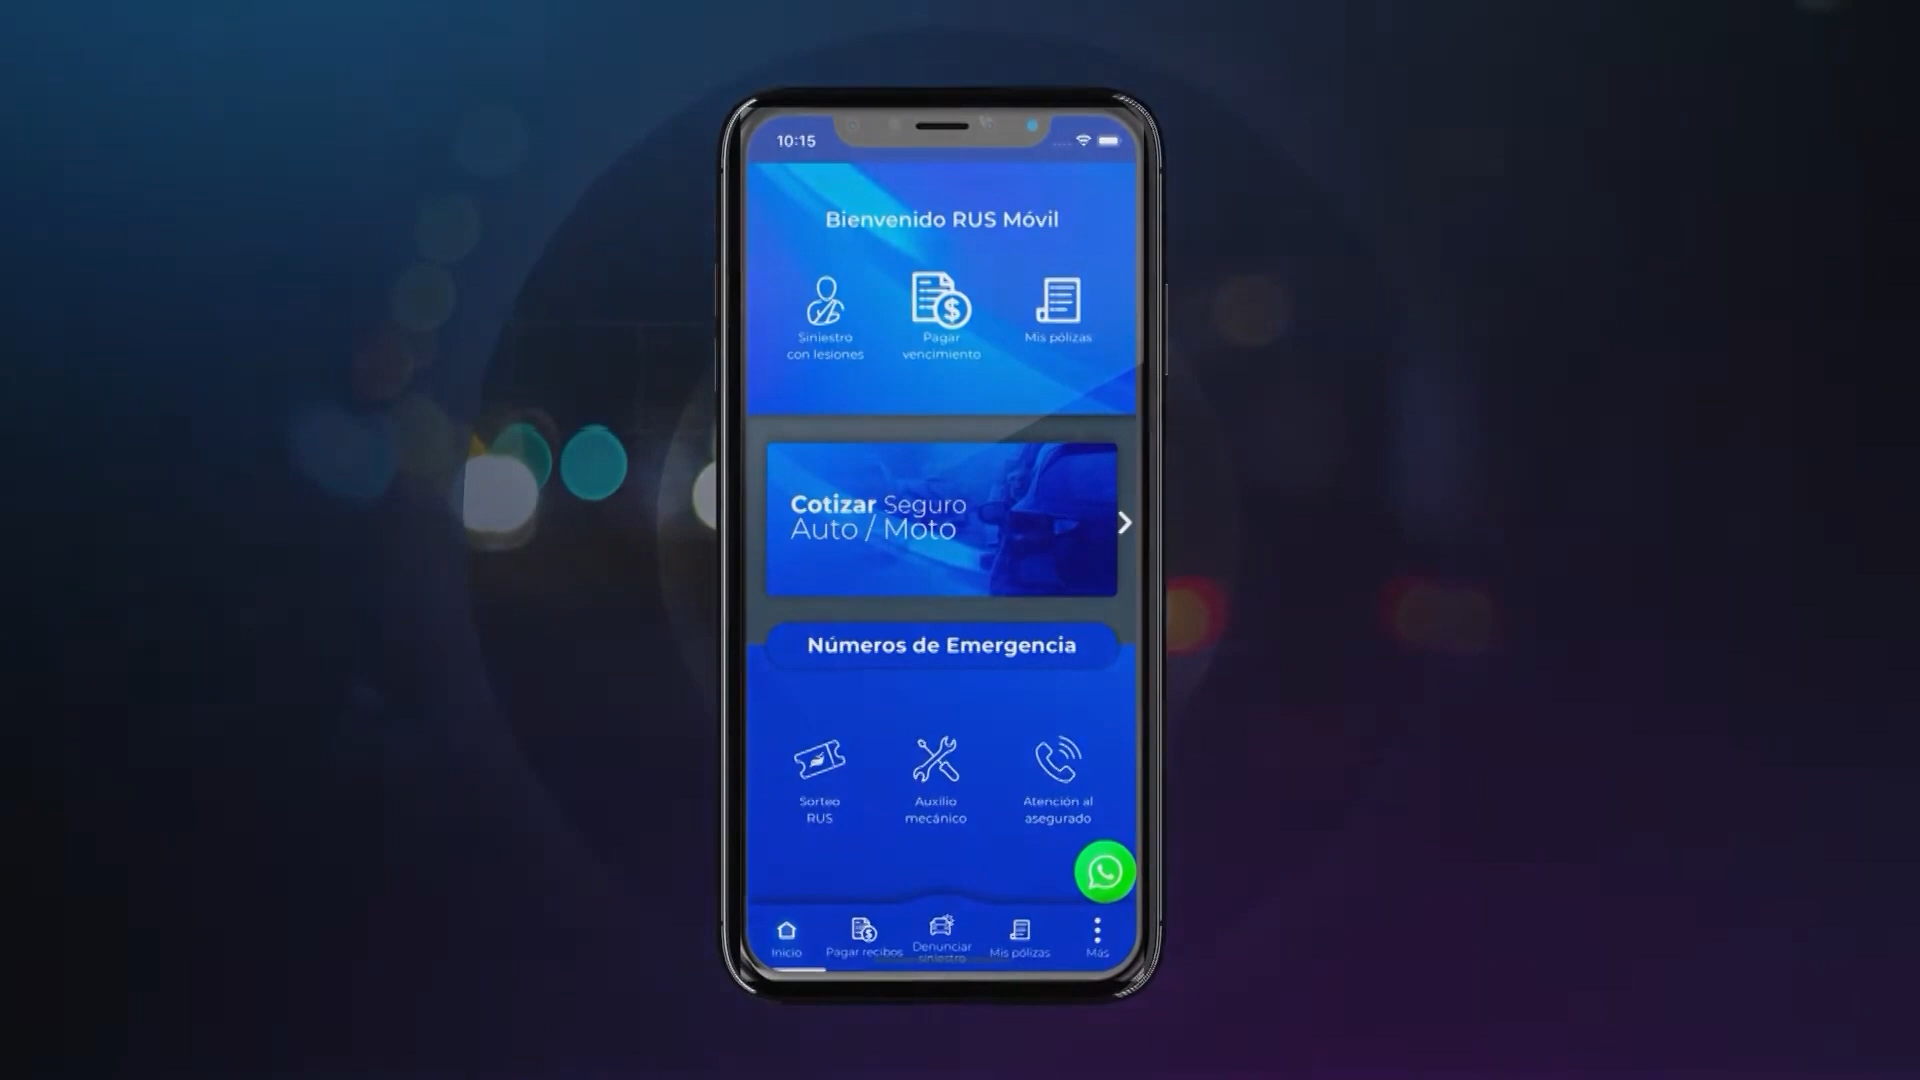 10:15
Bienvenido RUS Móvil
Siniestro
con lesiones
Pagar
vencimiento
Mis pólizas
Cotizar Seguro
Auto / Moto
Números de Emergencia
Sorteo
RUS
Auxilio
mecánico
Atención al
asegurado
Inicio
Pagar recibos
Denunciar
siniestro
Mis pólizas
Más